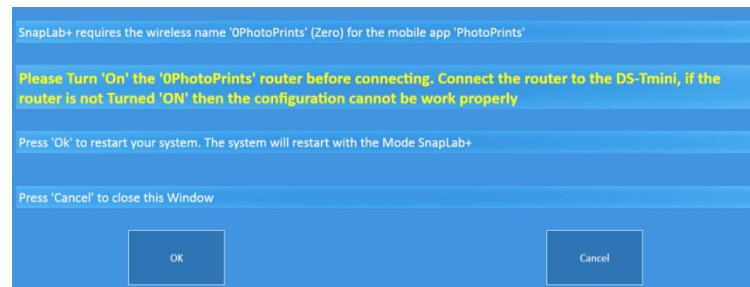 SnapLab+ requires the wireless name '0PhotoPrints' (Zero) for the mobile app 'PhotoPrints'
Please Turn 'On' the '0PhotoPrints' router before connecting. Connect the router to the DS-Tmini, if the
router is not Turned 'ON' then the configuration cannot be work properly
Press 'Ok' to restart your system. The system will restart with the Mode SnapLab+
Press 'Cancel' to close this Window
OK
Cancel